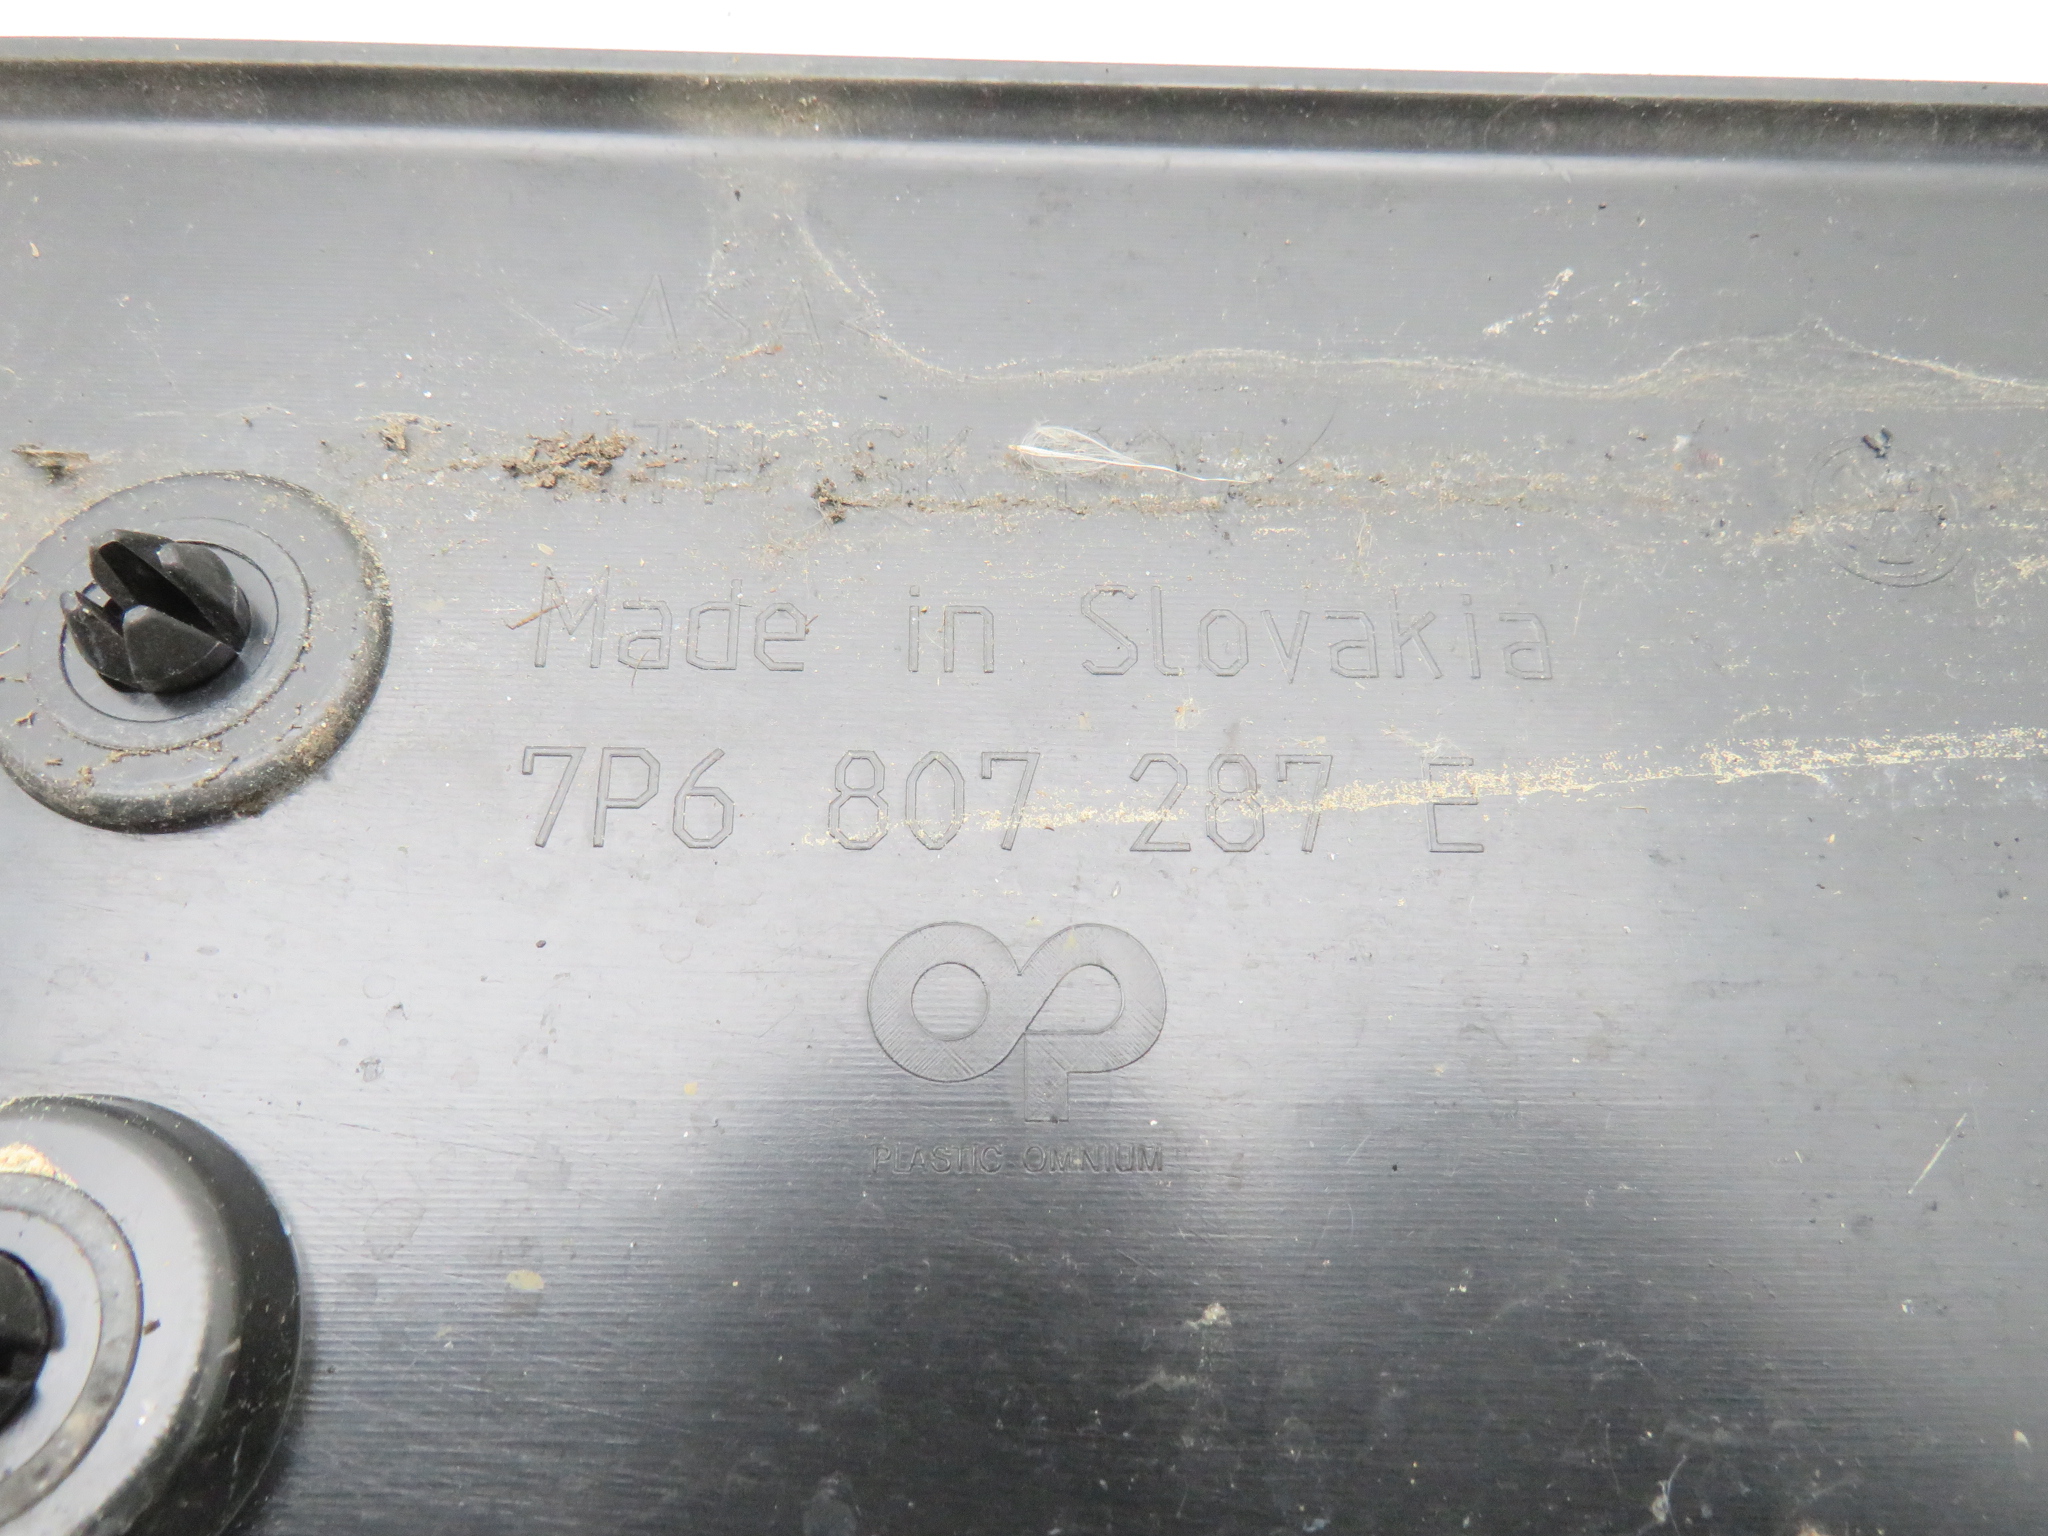 >ASA<
Made in Slovakia
7P6 807 287 E
PLASTIC OMNIUM